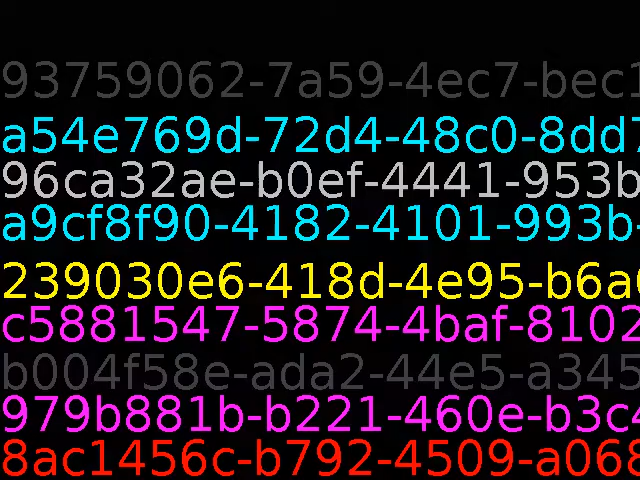 93759062-7a59-4ec7-bec1
a54e769d-72d4-48c0-8dd7
96ca32ae-b0ef-4441-953b
a9cf8f90-4182-4101-993b-
239030e6-418d-4e95-b6a0
c5881547-5874-4baf-8102
b004f58e-ada2-44e5-a345
979b881b-b221-460e-b3c4
8ac1456c-b792-4509-a068